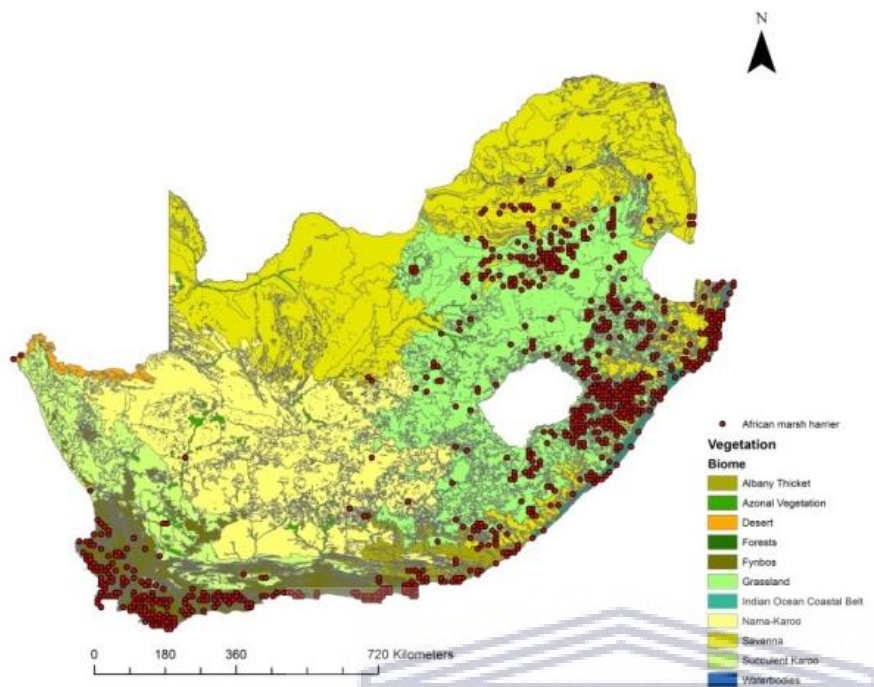 N
African marsh harrier
Vegetation
Biome
Albany Thicket
Azonal Vegetation
Desert
Forests
Fynbos
Grassland
Indian Ocean Coastal Belt
Nama-Karoo
Savanna
Succulent Karoo
Waterbodies
0 180 360 720 Kilometers